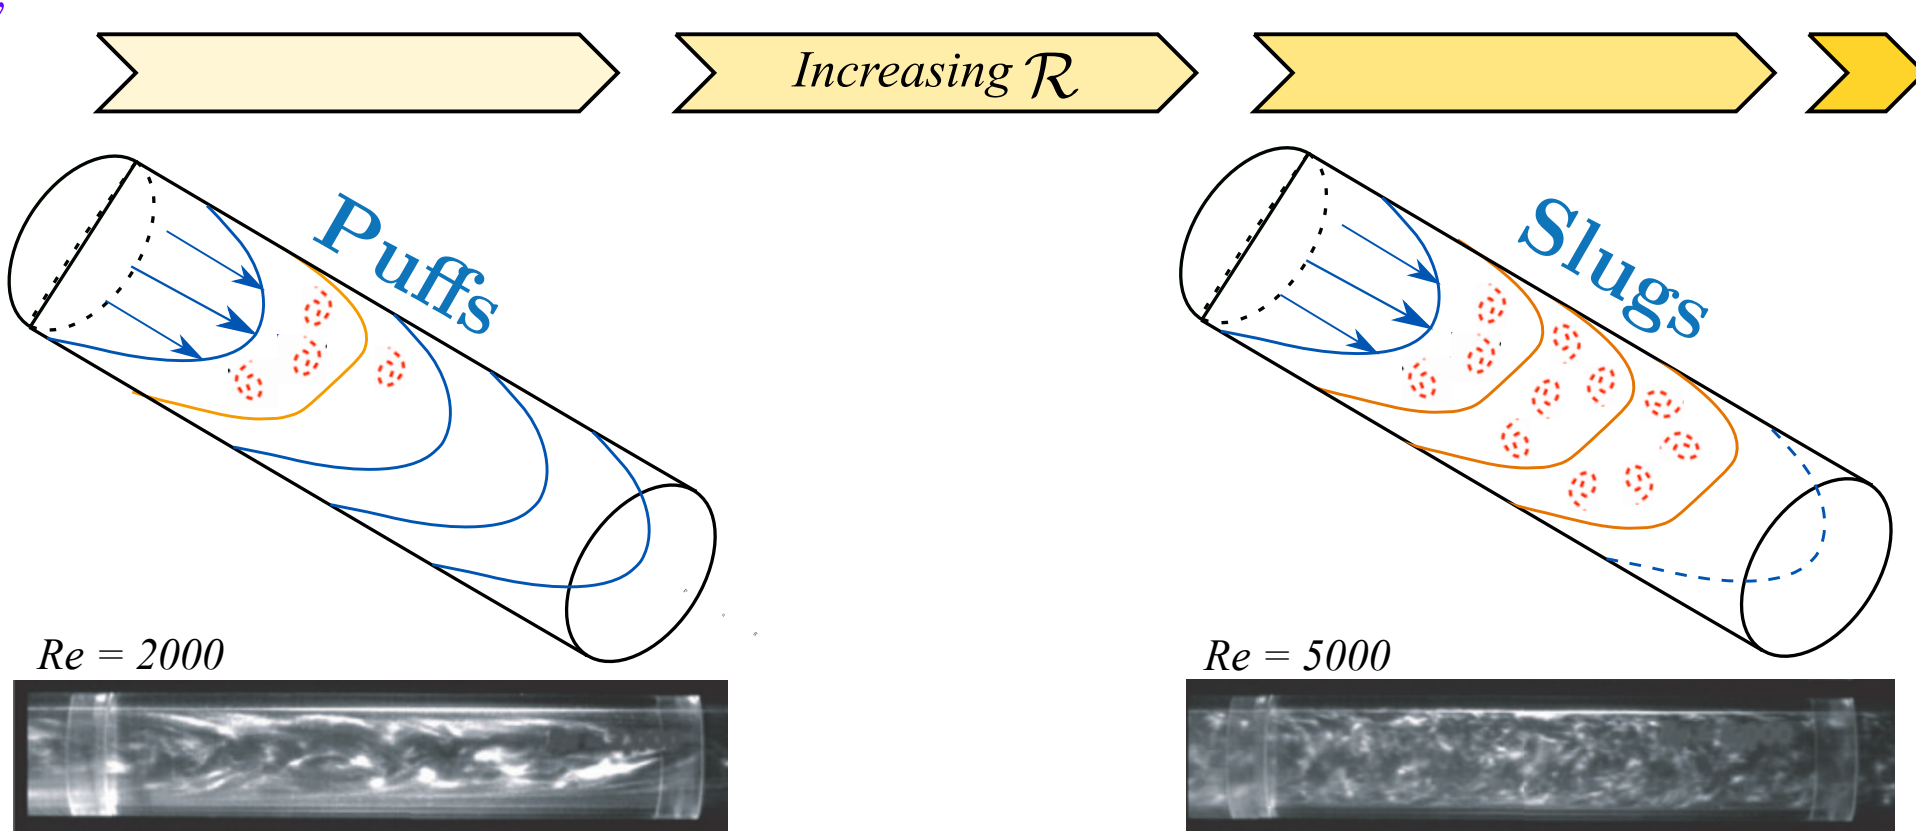 Increasing ℛ
Puffs
Slugs
Re = 2000
Re = 5000